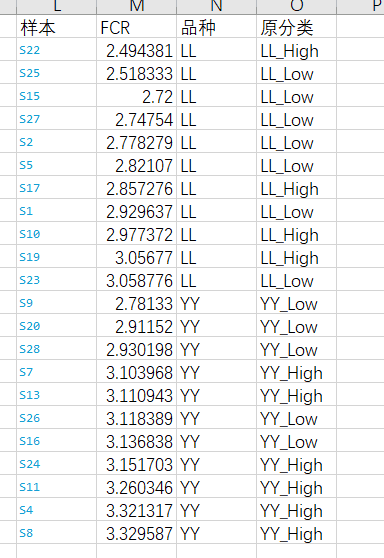 L M N O P
样本 FCR 品种 原分类
S22 2.494381 LL LL_High
S25 2.518333 LL LL_Low
S15 2.72 LL LL_Low
S27 2.74754 LL LL_Low
S2 2.778279 LL LL_Low
S5 2.82107 LL LL_Low
S17 2.857276 LL LL_High
S1 2.929637 LL LL_Low
S10 2.977372 LL LL_High
S19 3.05677 LL LL_High
S23 3.058776 LL LL_Low
S9 2.78133 YY YY_Low
S20 2.91152 YY YY_Low
S28 2.930198 YY YY_Low
S7 3.103968 YY YY_High
S13 3.110943 YY YY_High
S26 3.118389 YY YY_Low
S16 3.136838 YY YY_Low
S24 3.151703 YY YY_High
S11 3.260346 YY YY_High
S4 3.321317 YY YY_High
S8 3.329587 YY YY_High